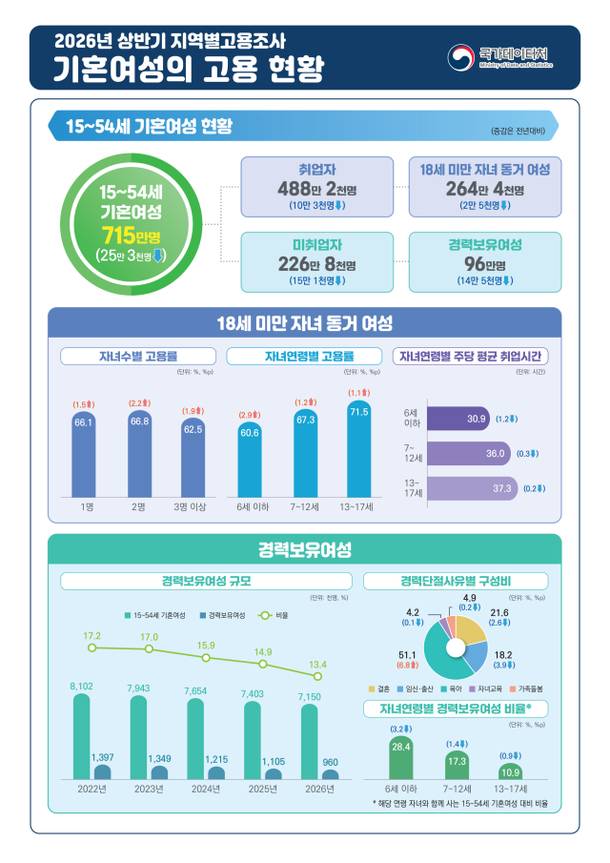 2026년 상반기 지역별고용조사
기혼여성의 고용 현황
국가데이터처
Ministry of Data and Statistics
15~54세 기혼여성 현황
(증감은 전년대비)
15~54세
기혼여성
715만명
(25만 3천명⬇)
취업자
488만 2천명
(10만 3천명⬇)
18세 미만 자녀 동거 여성
264만 4천명
(2만 5천명⬇)
미취업자
226만 8천명
(15만 1천명⬇)
경력보유여성
96만명
(14만 5천명⬇)
18세 미만 자녀 동거 여성
자녀수별 고용률
(단위: %, %p)
(1.5⬆)
66.1
(2.2⬆)
66.8
(1.9⬆)
62.5
1명
2명
3명 이상
자녀연령별 고용률
(단위: %, %p)
(2.9⬆)
60.6
(1.2⬆)
67.3
(1.1⬆)
71.5
6세 이하
7~12세
13~17세
자녀연령별 주당 평균 취업시간
(단위: 시간)
6세
이하
30.9
(1.2⬇)
7~
12세
36.0
(0.3⬇)
13~
17세
37.3
(0.2⬇)
경력보유여성
경력보유여성 규모
(단위: 천명, %)
15~54세 기혼여성
경력보유여성
비율
17.2
17.0
15.9
14.9
13.4
8,102
7,943
7,654
7,403
7,150
1,397
1,349
1,215
1,105
960
2022년
2023년
2024년
2025년
2026년
경력단절사유별 구성비
(단위: %, %p)
4.9
(0.2⬇)
4.2
(0.1⬇)
21.6
(2.6⬇)
51.1
(6.8⬆)
18.2
(3.9⬇)
결혼
임신·출산
육아
자녀교육
가족돌봄
자녀연령별 경력보유여성 비율*
(단위: %, %p)
(3.2⬇)
28.4
(1.4⬇)
17.3
(0.9⬇)
10.9
6세 이하
7~12세
13~17세
* 해당 연령 자녀와 함께 사는 15~54세 기혼여성 대비 비율